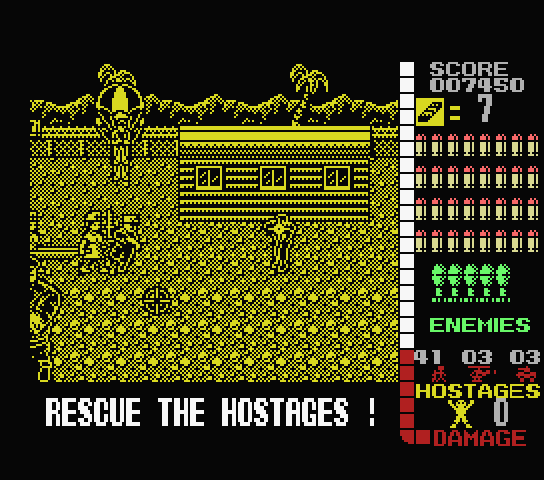 SCORE
007450
= 7
ENEMIES
41 03 03
HOSTAGES
0
DAMAGE
RESCUE THE HOSTAGES !